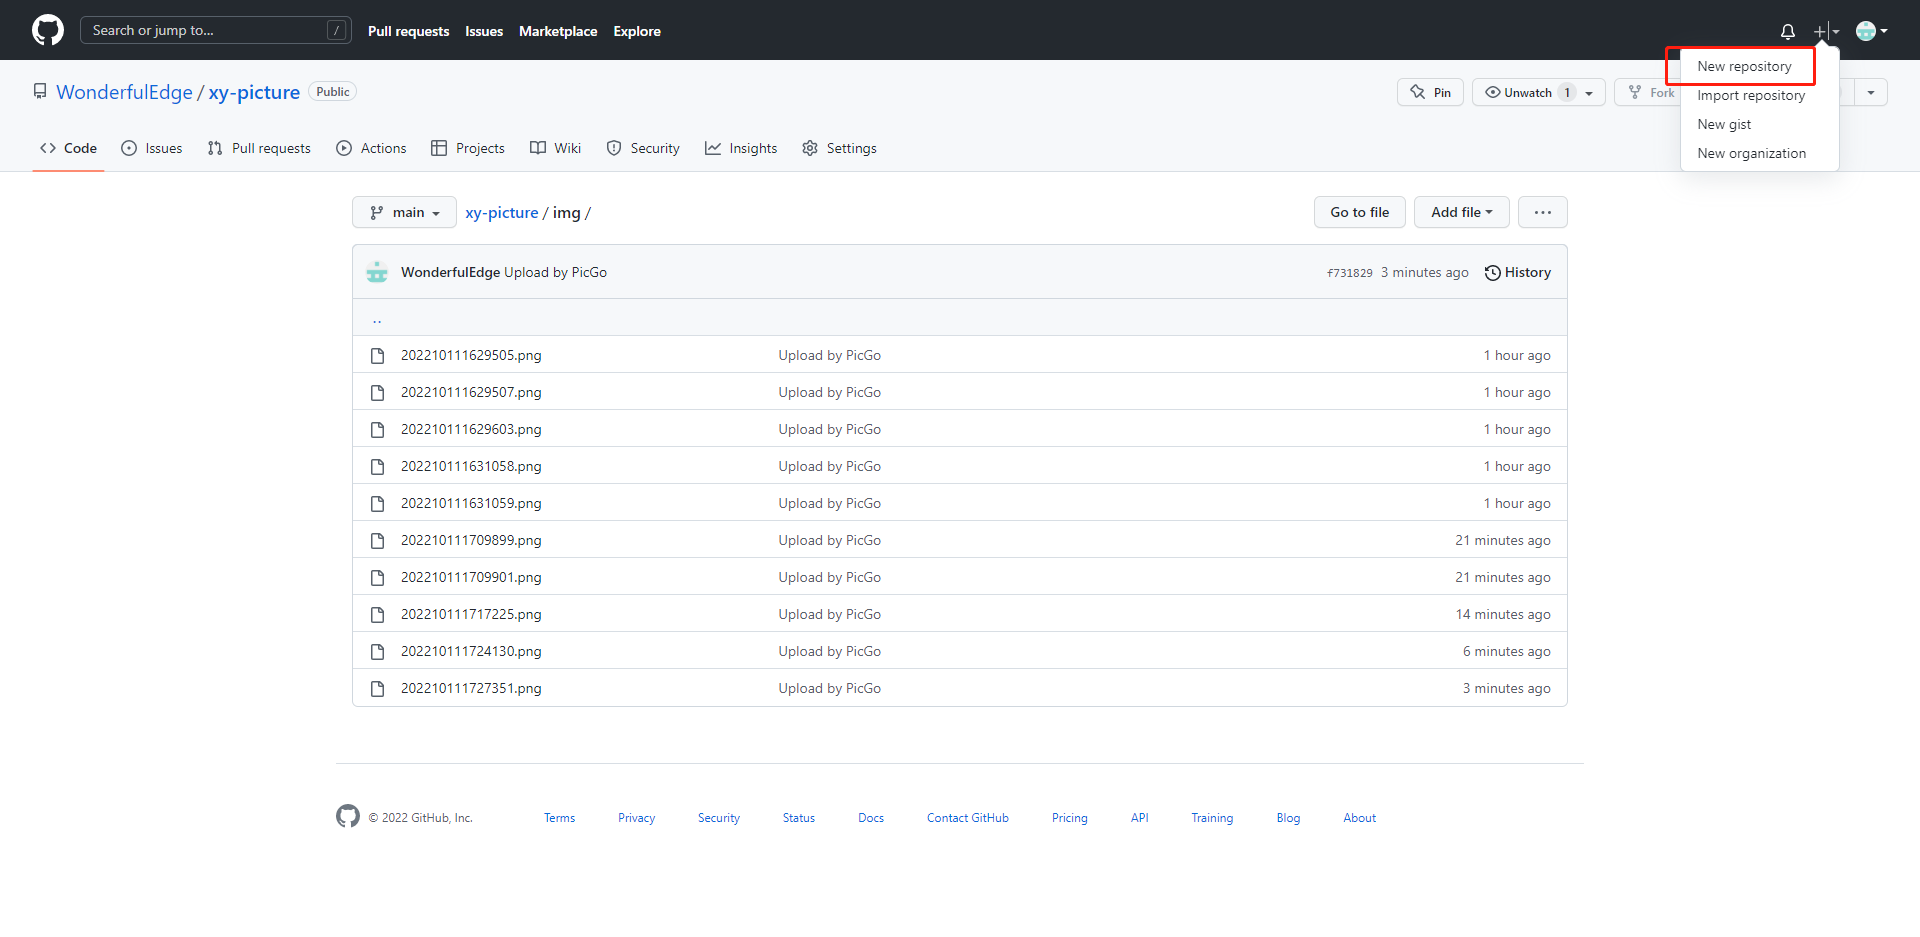 Search or jump to... / Pull requests Issues Marketplace Explore
New repository
Import repository
New gist
New organization
WonderfulEdge / xy-picture Public Pin Unwatch 1 Fork
Code Issues Pull requests Actions Projects Wiki Security Insights Settings
main xy-picture / img / Go to file Add file ...
WonderfulEdge Upload by PicGo f731829 3 minutes ago History
..
202210111629505.png Upload by PicGo 1 hour ago
202210111629507.png Upload by PicGo 1 hour ago
202210111629603.png Upload by PicGo 1 hour ago
202210111631058.png Upload by PicGo 1 hour ago
202210111631059.png Upload by PicGo 1 hour ago
202210111709899.png Upload by PicGo 21 minutes ago
202210111709901.png Upload by PicGo 21 minutes ago
202210111717225.png Upload by PicGo 14 minutes ago
202210111724130.png Upload by PicGo 6 minutes ago
202210111727351.png Upload by PicGo 3 minutes ago
© 2022 GitHub, Inc. Terms Privacy Security Status Docs Contact GitHub Pricing API Training Blog About